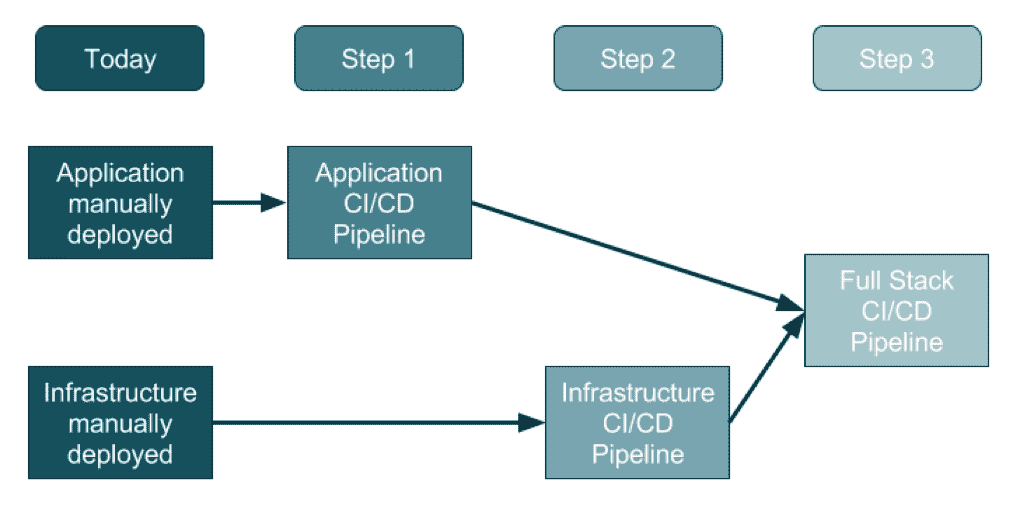 Today
Step 1
Step 2
Step 3
Application
manually
deployed
Application
CI/CD
Pipeline
Full Stack
CI/CD
Pipeline
Infrastructure
manually
deployed
Infrastructure
CI/CD
Pipeline